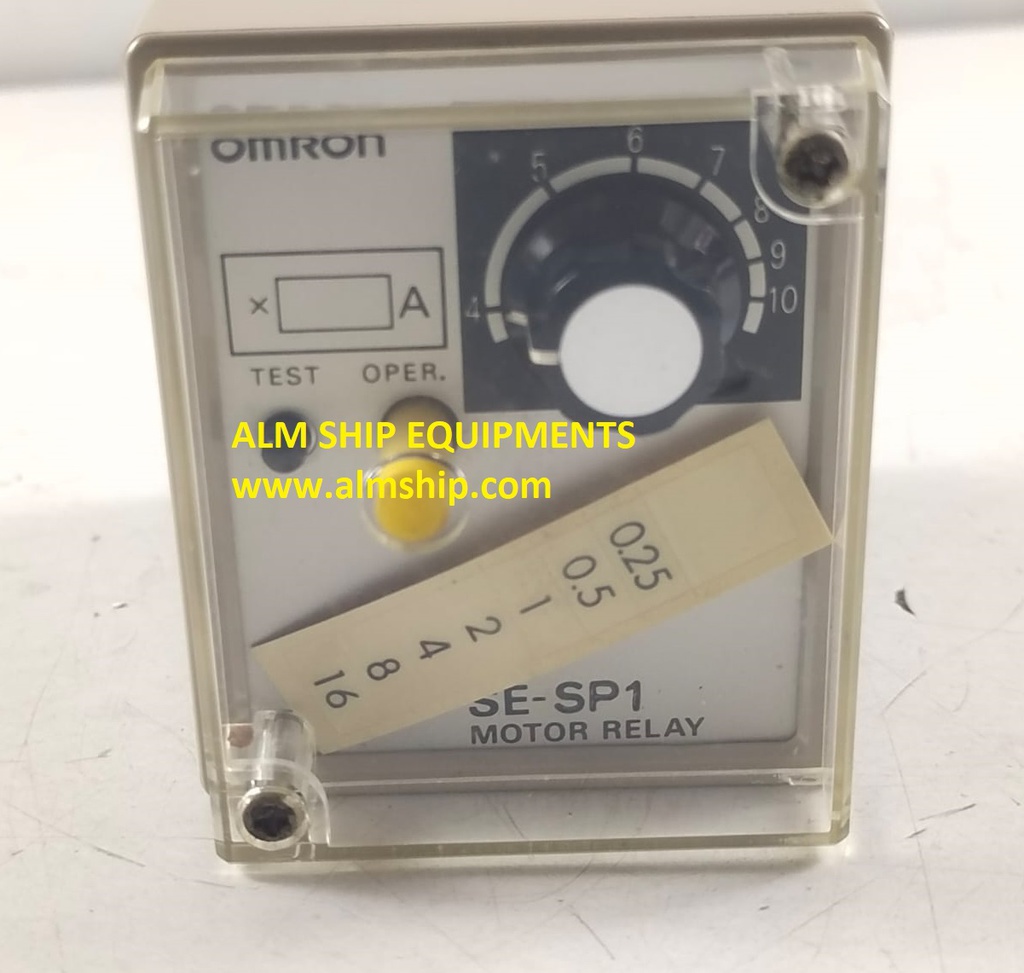 OMRON
4 5 6 7 8 9 10
× A
TEST OPER.
ALM SHIP EQUIPMENTS
www.almship.com
0.25
0.5
1
2
4
8
16
SE-SP1
MOTOR RELAY